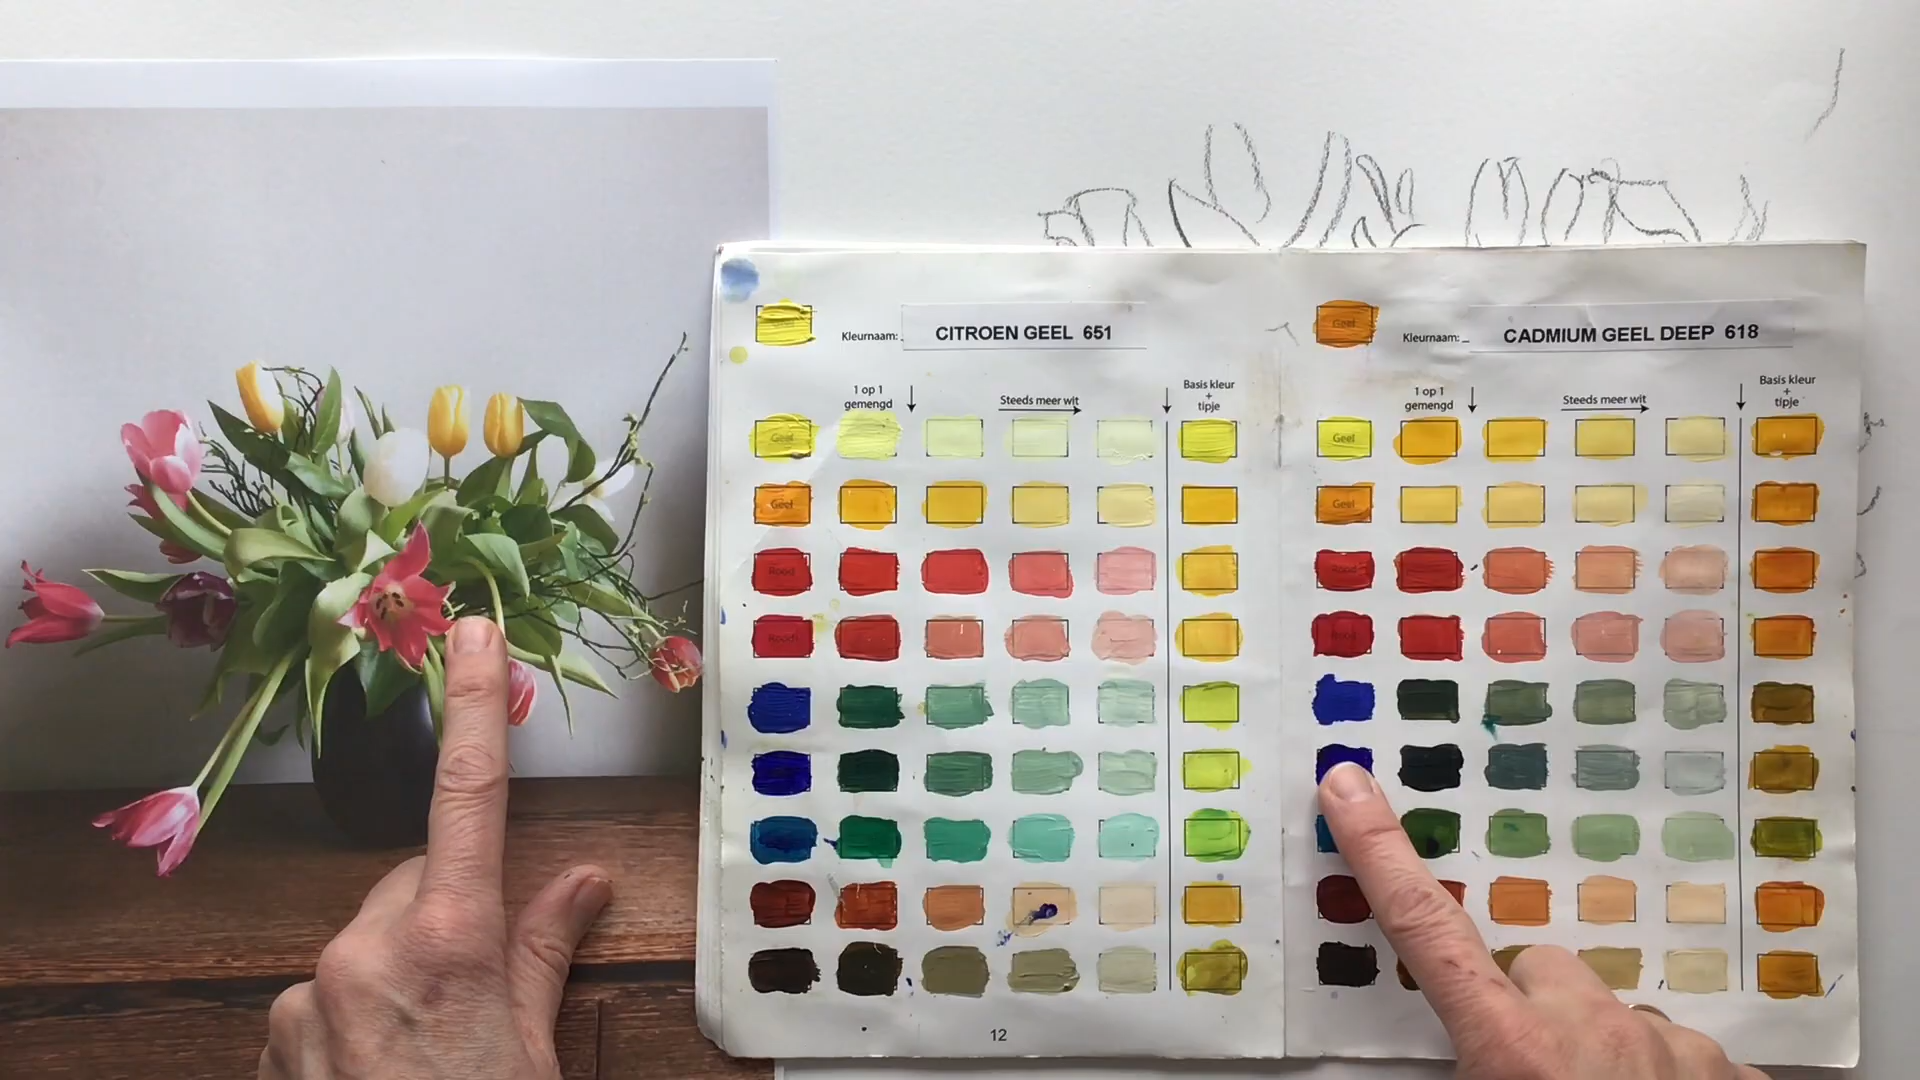 Geel
Kleurnaam:
CITROEN GEEL 651
1 op 1
gemengd
Steeds meer wit
Basis kleur
+
tipje
Geel
Geel
Rood
Rood
12
Geel
Kleurnaam: _
CADMIUM GEEL DEEP 618
1 op 1
gemengd
Steeds meer wit
Basis kleur
+
tipje
Geel
Geel
Rood
Rood